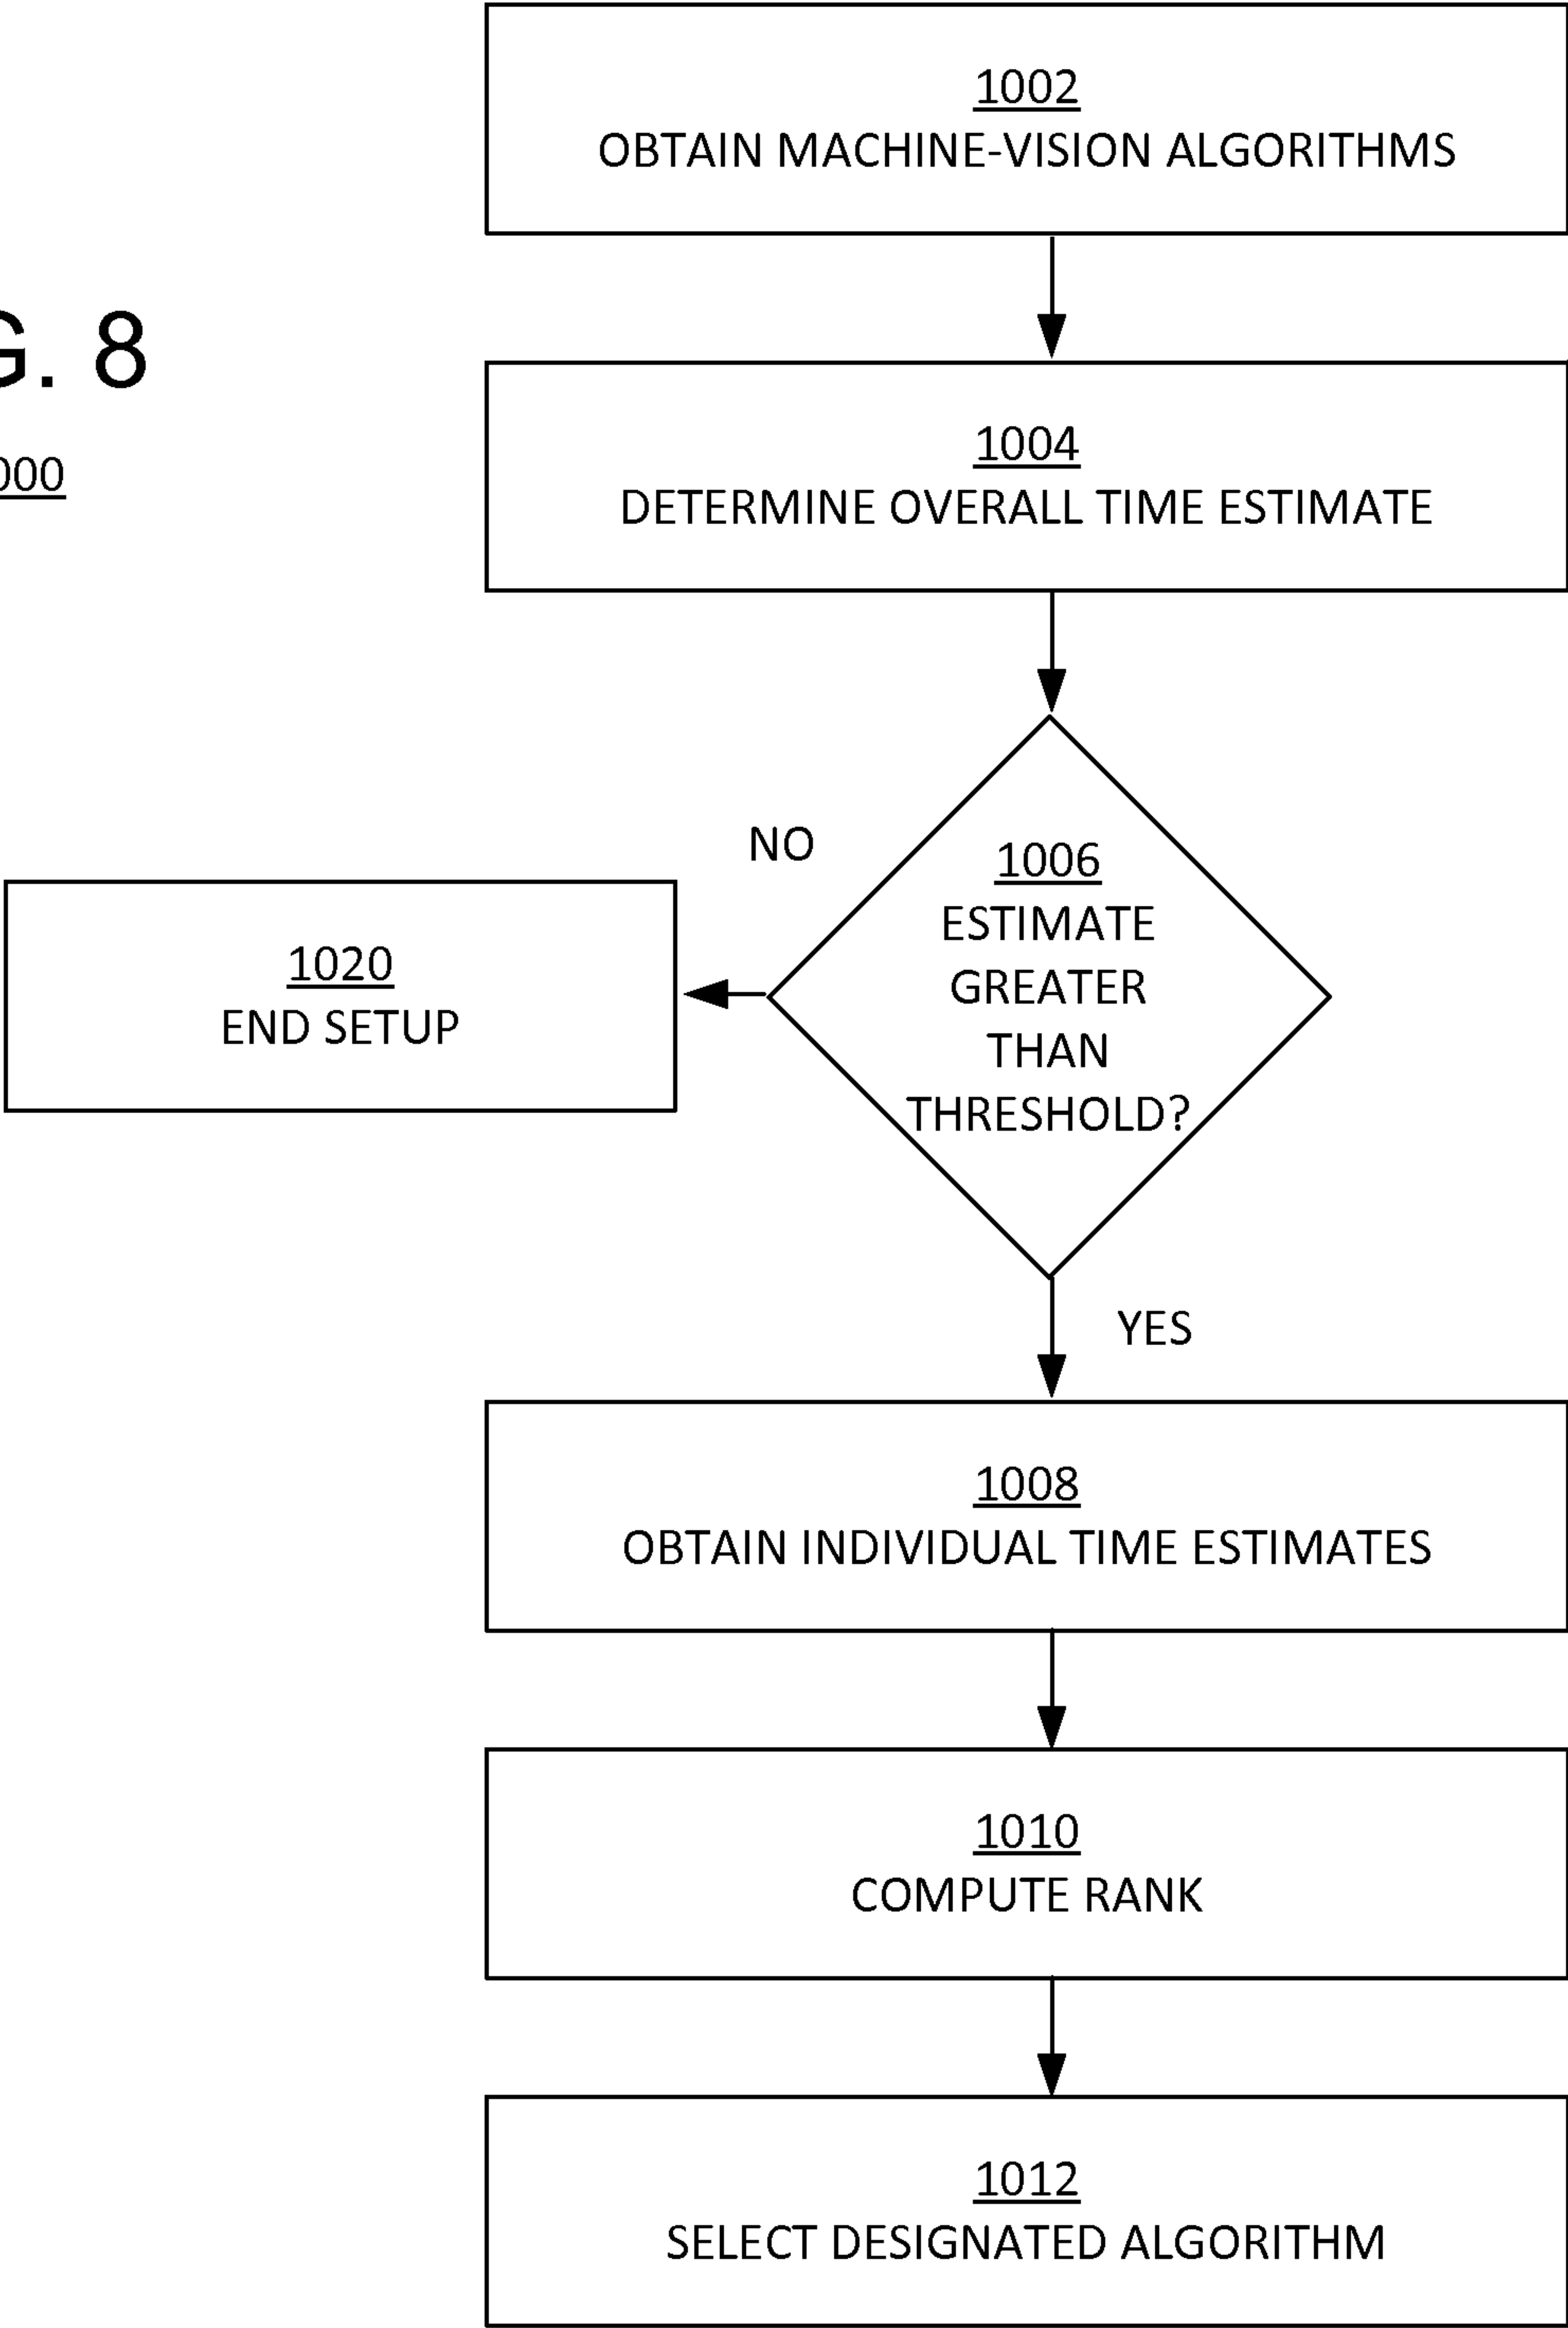 1002
OBTAIN MACHINE-VISION ALGORITHMS
G. 8
000
1004
DETERMINE OVERALL TIME ESTIMATE
NO
1006
ESTIMATE
GREATER
THAN
THRESHOLD?
1020
END SETUP
YES
1008
OBTAIN INDIVIDUAL TIME ESTIMATES
1010
COMPUTE RANK
1012
SELECT DESIGNATED ALGORITHM